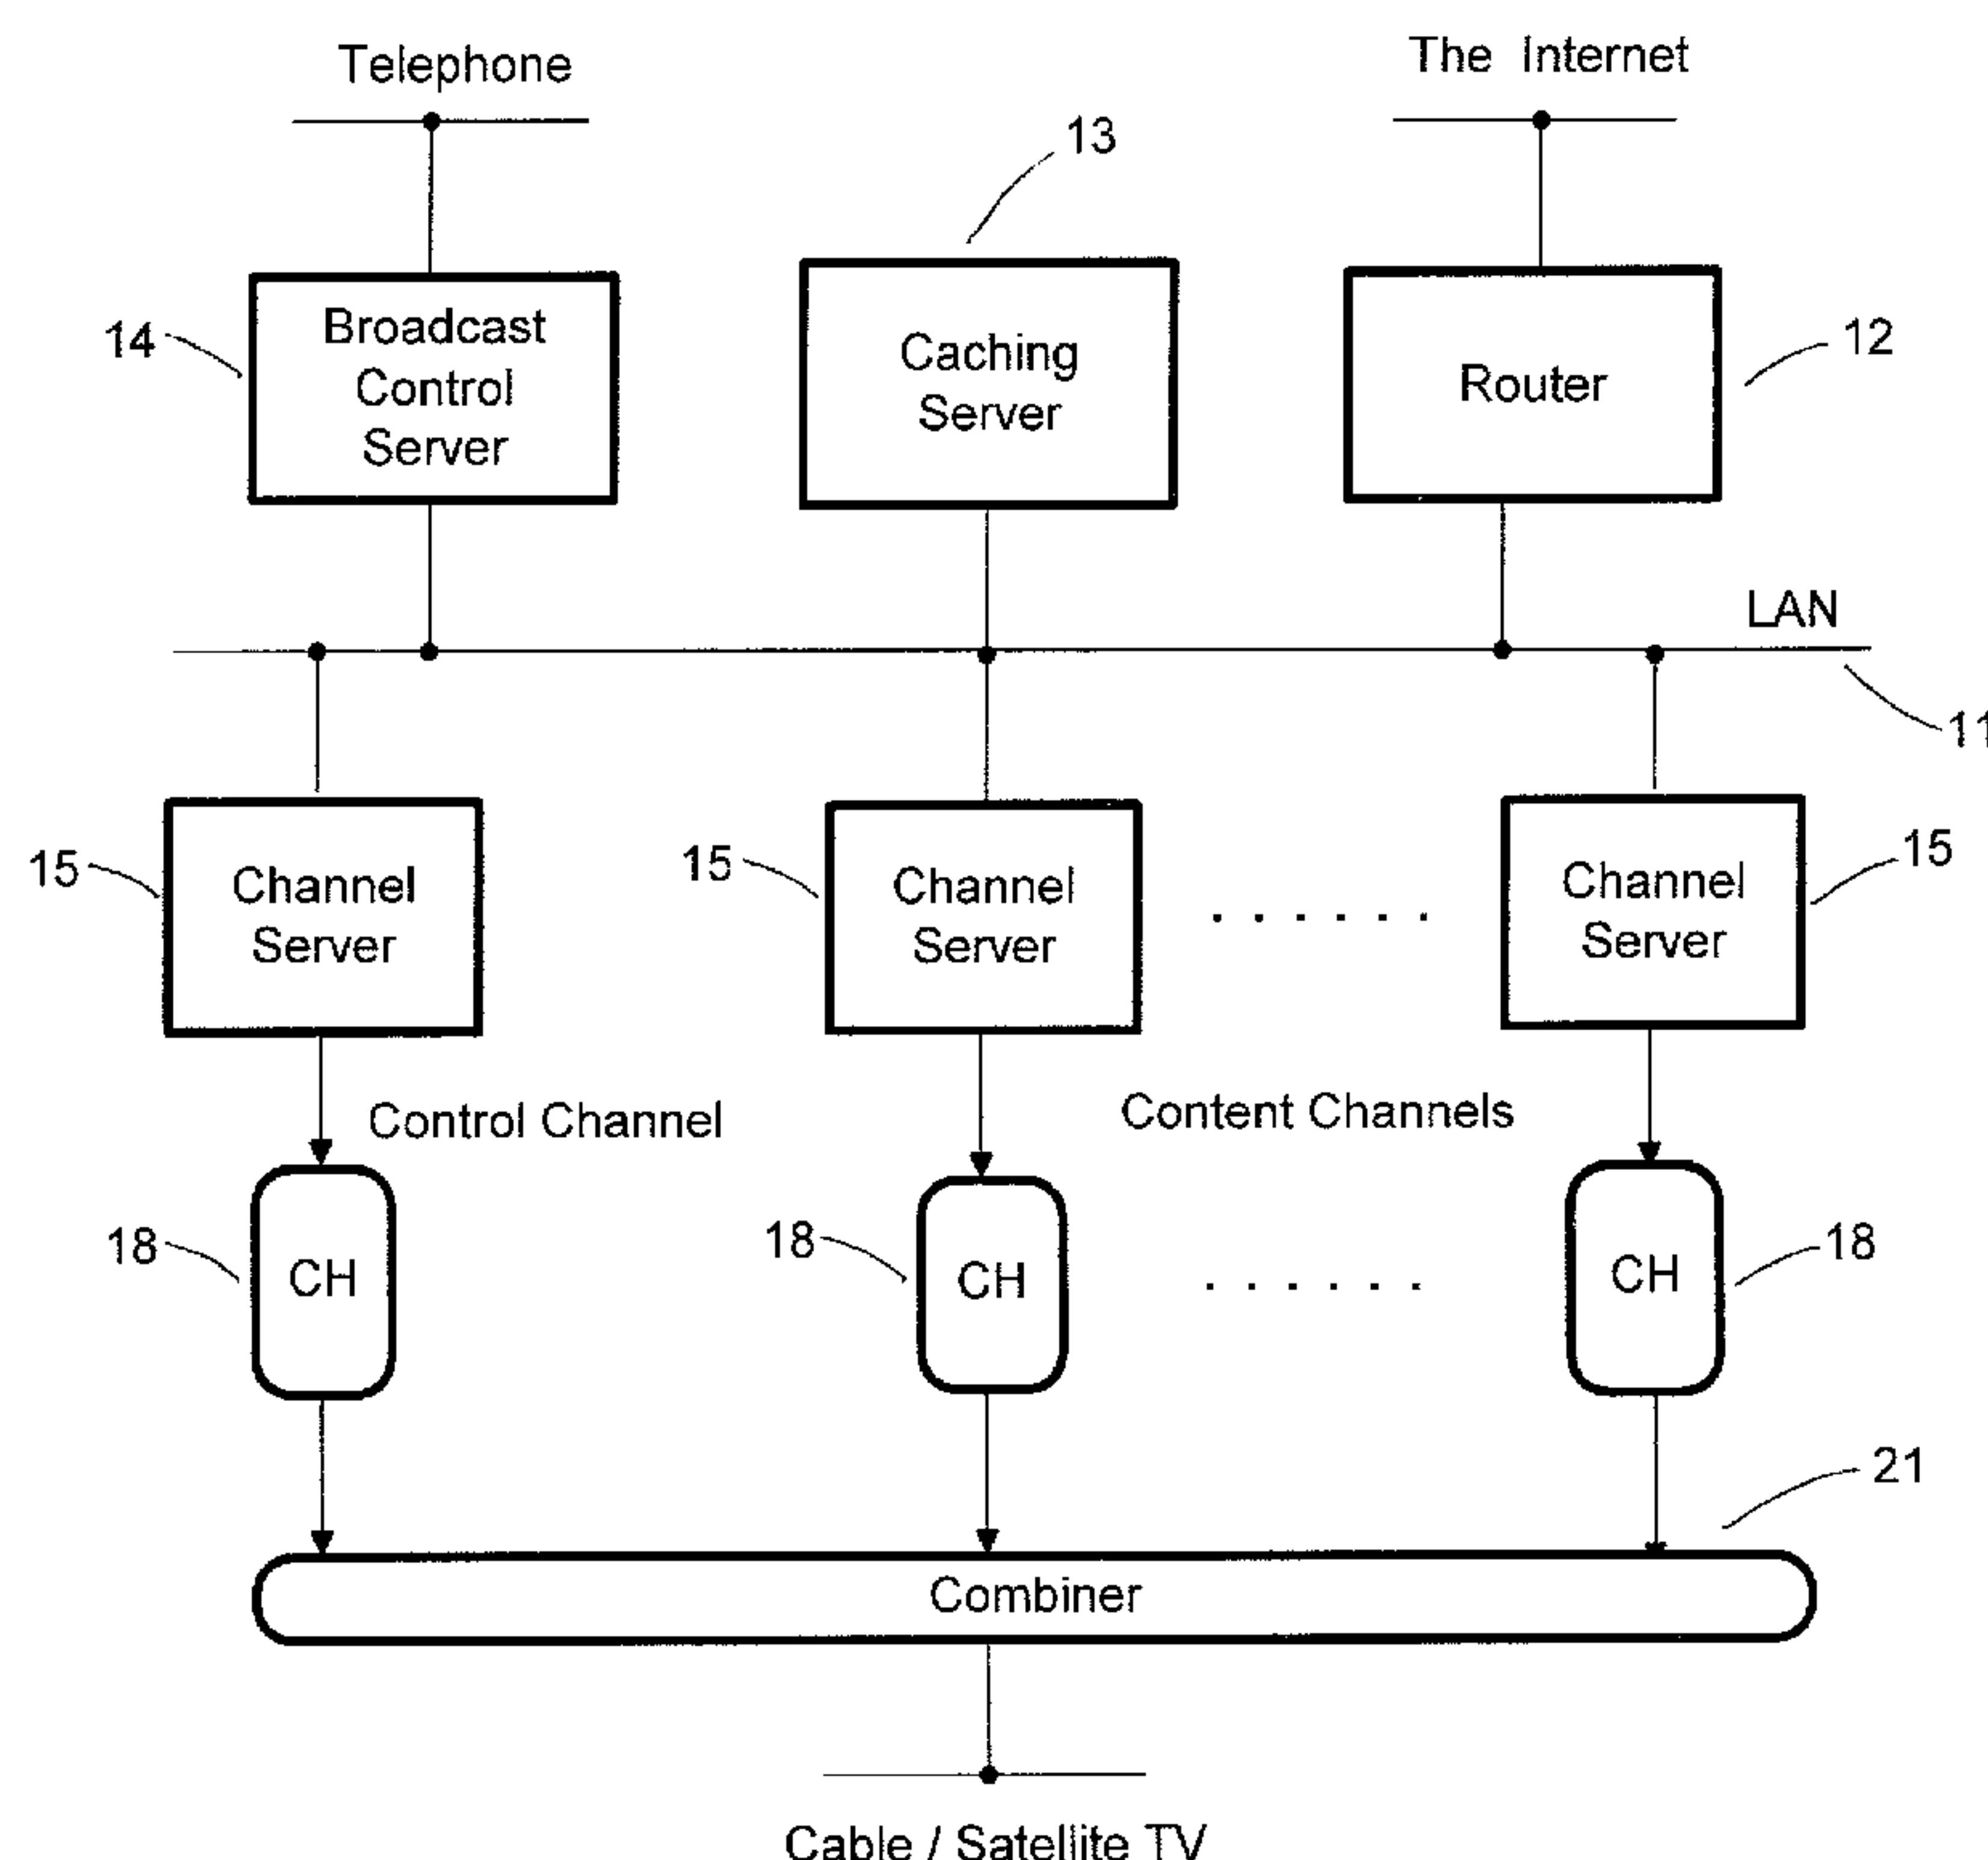 Telephone
The Internet
13
14
Broadcast
Control
Server
Caching
Server
Router
12
LAN
11
15
Channel
Server
15
Channel
Server
. . . . . .
Channel
Server
15
Control Channel
Content Channels
18
CH
18
CH
. . . . . .
CH
18
21
Combiner
Cable / Satellite TV